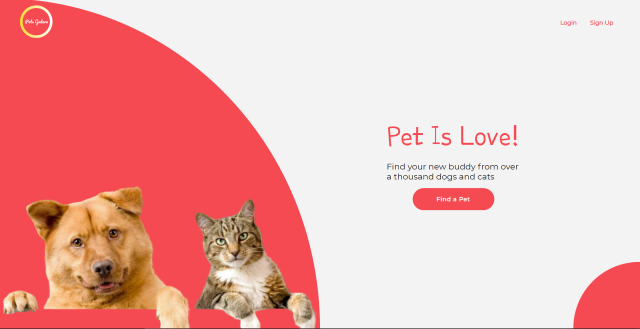 Pets Galore
Login
Sign Up
Pet Is Love!
Find your new buddy from over
a thousand dogs and cats
Find a Pet